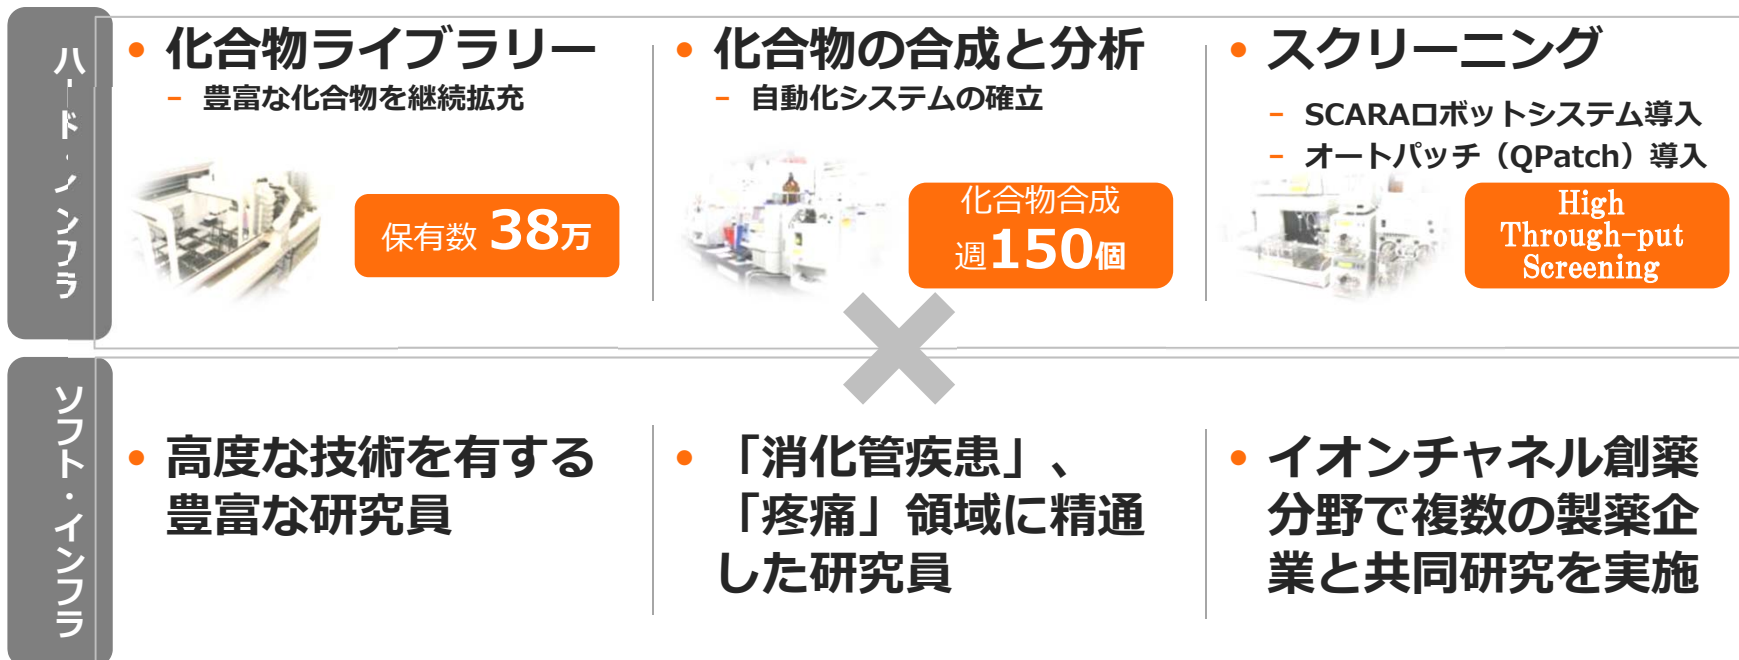 ハード・インフラ
• 化合物ライブラリー
– 豊富な化合物を継続拡充
保有数 38万
• 化合物の合成と分析
– 自動化システムの確立
化合物合成
週150個
• スクリーニング
– SCARAロボットシステム導入
– オートパッチ（QPatch）導入
High
Through-put
Screening
ソフト・インフラ
• 高度な技術を有する
豊富な研究員
• 「消化管疾患」、
「疼痛」領域に精通
した研究員
• イオンチャネル創薬
分野で複数の製薬企
業と共同研究を実施